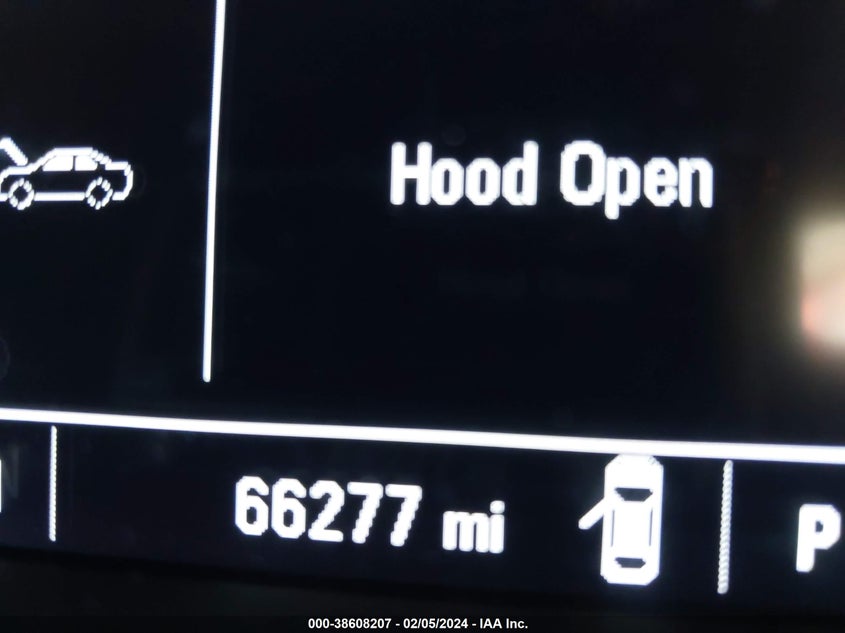 Hood Open
66277 mi
P
000-38608207 - 02/05/2024 - IAA Inc.